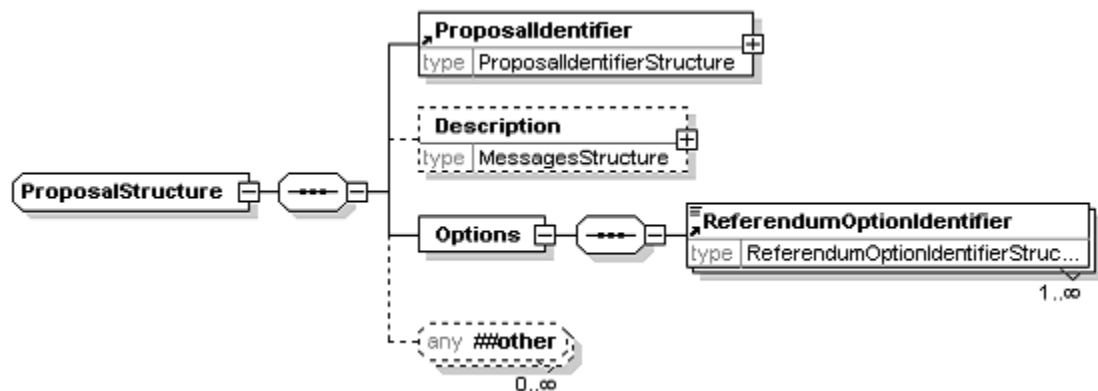 ProposalIdentifier
type ProposalIdentifierStructure
Description
type MessagesStructure
ProposalStructure
Options
ReferendumOptionIdentifier
type ReferendumOptionIdentifierStruc...
1..∞
any ##other
0..∞